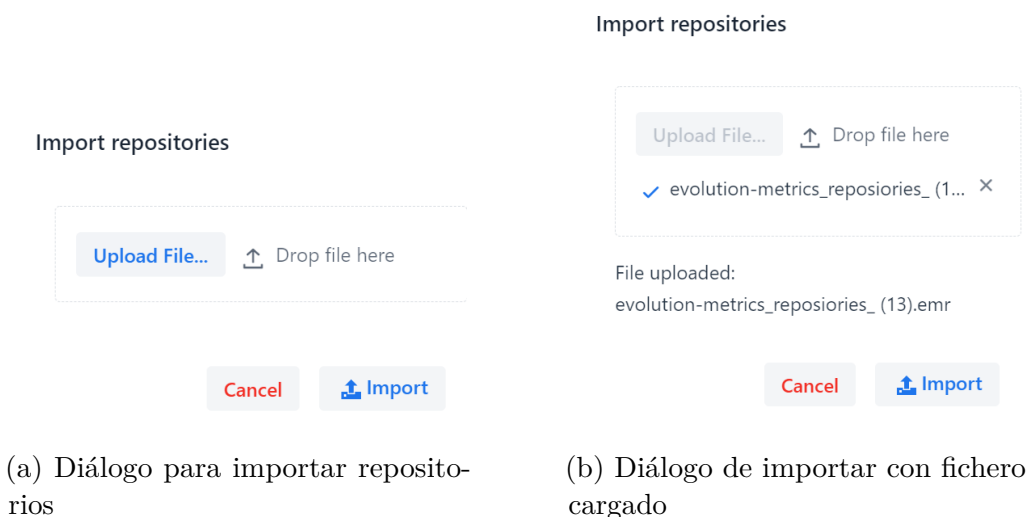 Import repositories
Upload File...
Drop file here
Cancel
Import
(a) Diálogo para importar reposito-
rios
Import repositories
Upload File...
Drop file here
evolution-metrics_reposiories_ (1...
File uploaded:
evolution-metrics_reposiories_ (13).emr
Cancel
Import
(b) Diálogo de importar con fichero
cargado